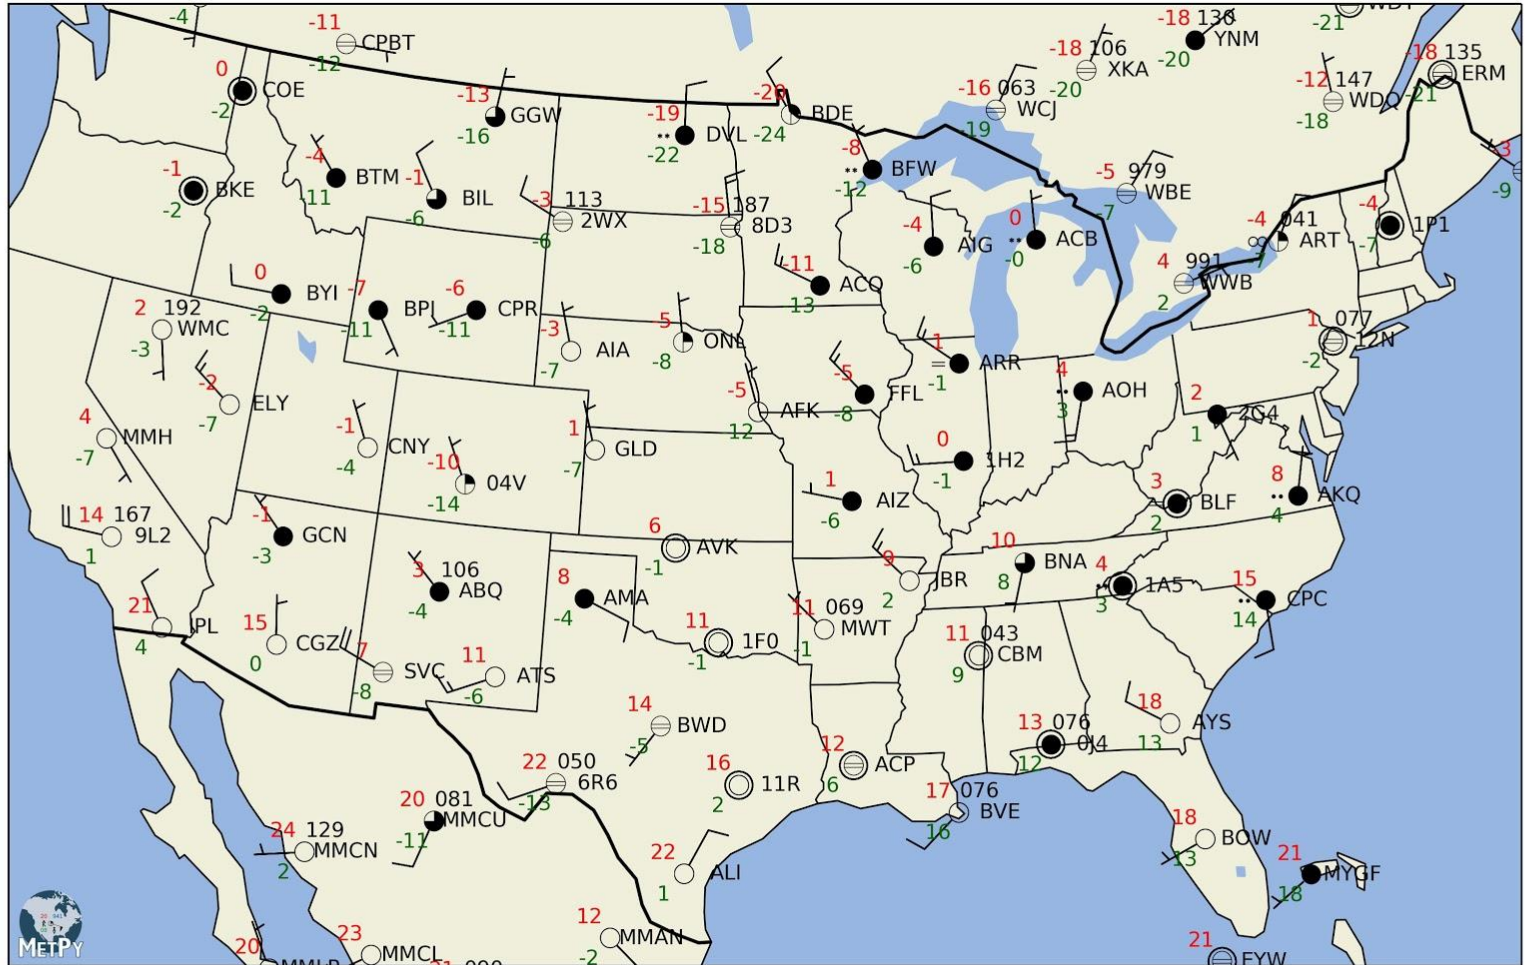 -4
-11
CPBT
-12
0
COE
-2
-13
GGW
-16
-19
DVL
-22
-20
BDE
-24
-16 063
WCJ
-19
-18 106
XKA
-20
-18 130
YNM
-20
-21
-12 147
WDQ
-18
-18 135
ERM
-21
-1
BKE
-2
-4
BTM
-11
-1
BIL
-6
-3 113
2WX
-6
-15 187
8D3
-18
-8
BFW
-12
-4
AIG
-6
0
ACB
-0
-5 979
WBE
-7
-4 041
ART
-7
-4
1P1
-7
-3
-9
0
BYI
-2
-7
BPI
-11
-6
CPR
-11
-11
ACQ
13
4 991
WWB
2
2 192
WMC
-3
-3
AIA
-7
-5
ONL
-8
1
ARR
-1
1 077
12N
-2
-2
ELY
-7
-5
AFK
12
-5
FFL
-8
4
AOH
3
2
2G4
1
4
MMH
-7
-1
CNY
-4
-10
04V
-14
1
GLD
-7
0
1H2
-1
3
BLF
2
8
AKQ
4
14 167
9L2
1
-1
GCN
-3
6
AVK
-1
1
AIZ
-6
9
JBR
2
10
BNA
8
4
1A5
3
15
CPC
14
3 106
ABQ
-4
8
AMA
-4
21
IPL
4
15
CGZ
0
7
SVC
-8
11
ATS
-6
11
1F0
-1
11 069
MWT
-1
11 043
CBM
9
18
AYS
13
14
BWD
-5
13 076
0J4
12
22 050
6R6
-13
16
11R
2
12
ACP
6
17 076
BVE
16
20 081
MMCU
-11
24 129
MMCN
2
22
ALI
1
18
BOW
13
21
MYGF
18
12
MMAN
-2
20
23
MMCL
21
EYW
METPY